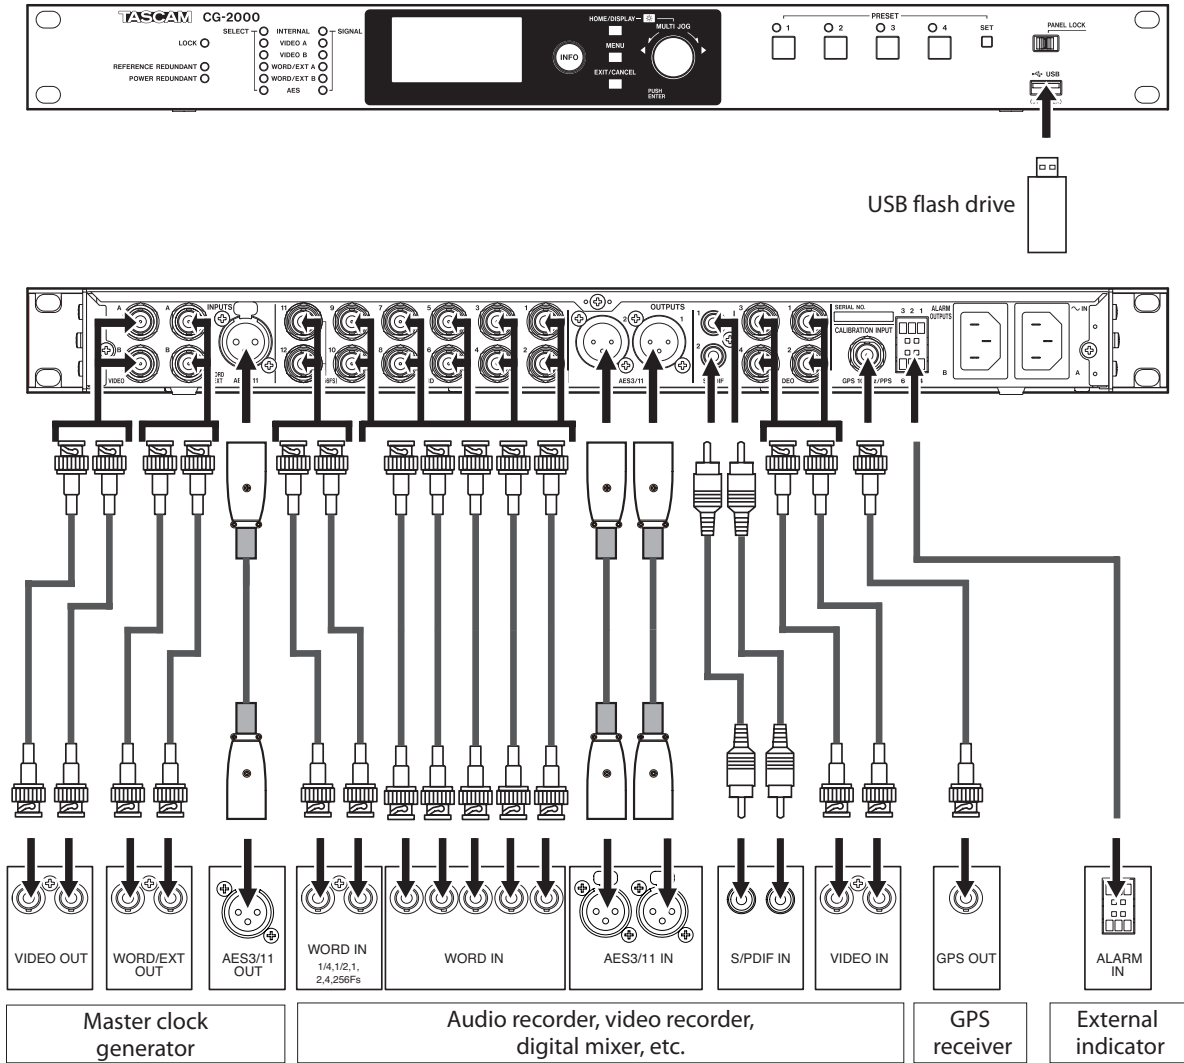 TASCAM CG-2000
SELECT
INTERNAL
SIGNAL
LOCK
VIDEO A
VIDEO B
REFERENCE REDUNDANT
WORD/EXT A
POWER REDUNDANT
WORD/EXT B
AES
HOME/DISPLAY
MULTI JOG
INFO
MENU
EXIT/CANCEL
PUSH
ENTER
PRESET
1 2 3 4
SET
PANEL LOCK
USB
USB flash drive
A A INPUTS 11 9 7 5 3 1
OUTPUTS
2 1 1 3 1
SERIAL NO.
3 2 1
ALARM
OUTPUTS
CALIBRATION INPUT
IN
B B 12 10 8 6 4 2 2 4 2
VIDEO
AES3/11
AES3/11
GPS
6
B
A
VIDEO OUT
WORD/EXT
OUT
AES3/11
OUT
WORD IN
1/4,1/2,1,
2,4,256Fs
WORD IN
AES3/11 IN
S/PDIF IN
VIDEO IN
GPS OUT
ALARM
IN
Master clock
generator
Audio recorder, video recorder,
digital mixer, etc.
GPS
receiver
External
indicator